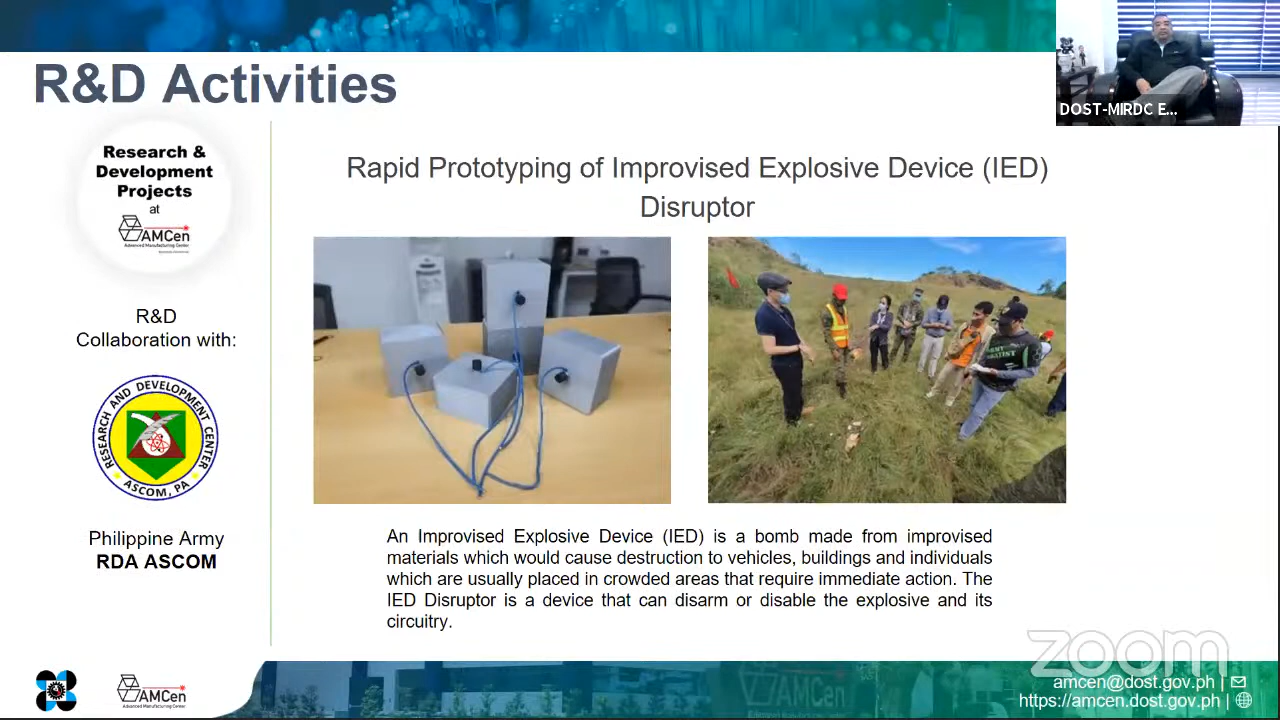 R&D Activities
DOST-MIRDC E...
Research &
Development
Projects
at
AMCen
Advanced Manufacturing Center
R&D
Collaboration with:
RESEARCH AND DEVELOPMENT CENTER
ASCOM, PA
Philippine Army
RDA ASCOM
Rapid Prototyping of Improvised Explosive Device (IED)
Disruptor
An Improvised Explosive Device (IED) is a bomb made from improvised
materials which would cause destruction to vehicles, buildings and individuals
which are usually placed in crowded areas that require immediate action. The
IED Disruptor is a device that can disarm or disable the explosive and its
circuitry.
zoom
AMCen
Advanced Manufacturing Center
amcen@dost.gov.ph |
https://amcen.dost.gov.ph |